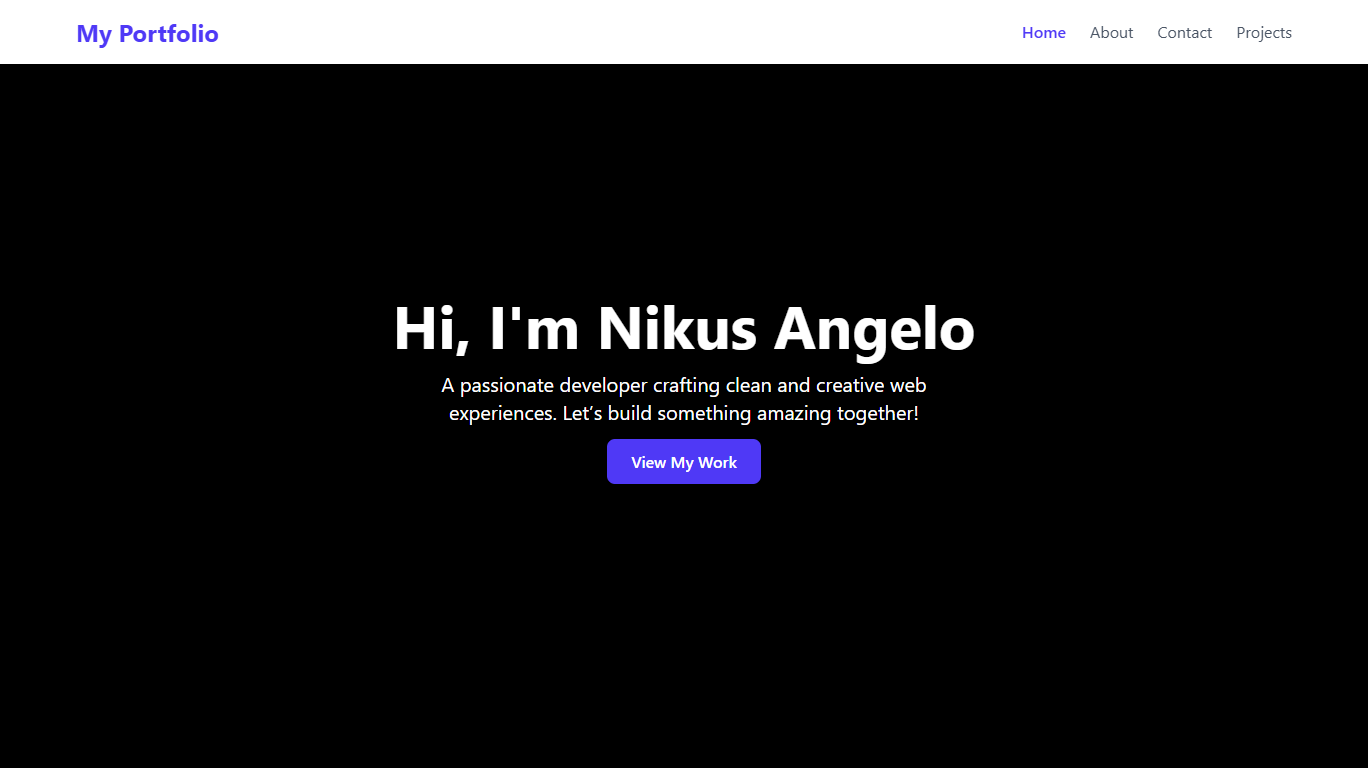 My Portfolio
Home About Contact Projects
Hi, I'm Nikus Angelo
A passionate developer crafting clean and creative web
experiences. Let’s build something amazing together!
View My Work